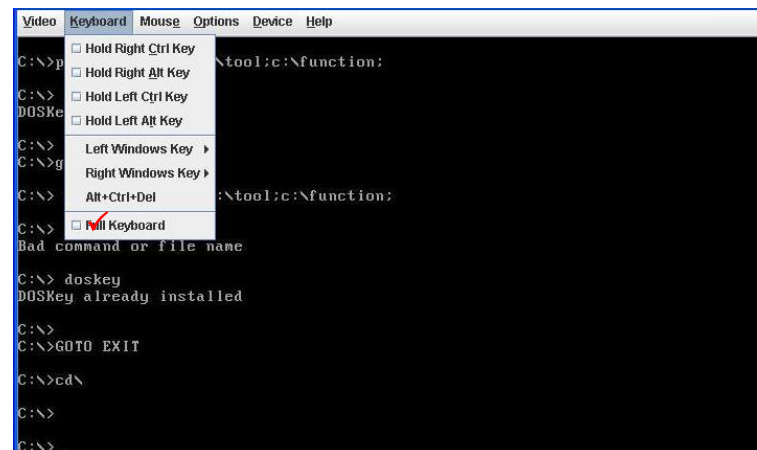 Video Keyboard Mouse Options Device Help
Hold Right Ctrl Key
Hold Right Alt Key
Hold Left Ctrl Key
Hold Left Alt Key
Left Windows Key
Right Windows Key
Alt+Ctrl+Del
Full Keyboard
C:\>p \tool;c:\function;
C:\>
DOSKe
C:\>
C:\>g
C:\> :\tool;c:\function;
C:\>
Bad command or file name
C:\> doskey
DOSKey already installed
C:\>
C:\>GOTO EXIT
C:\>cd\
C:\>
C:\>